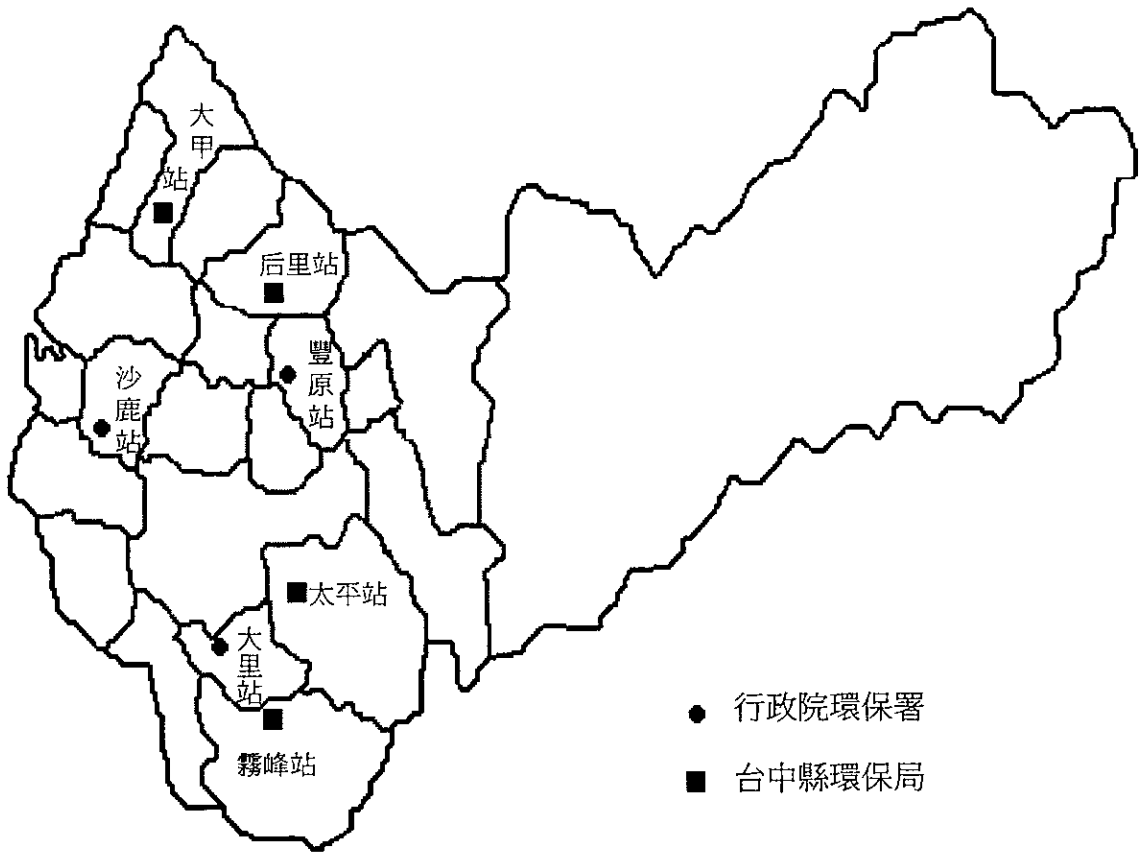 大甲站
后里站
豐原站
沙鹿站
太平站
大里站
霧峰站
行政院環保署
台中縣環保局